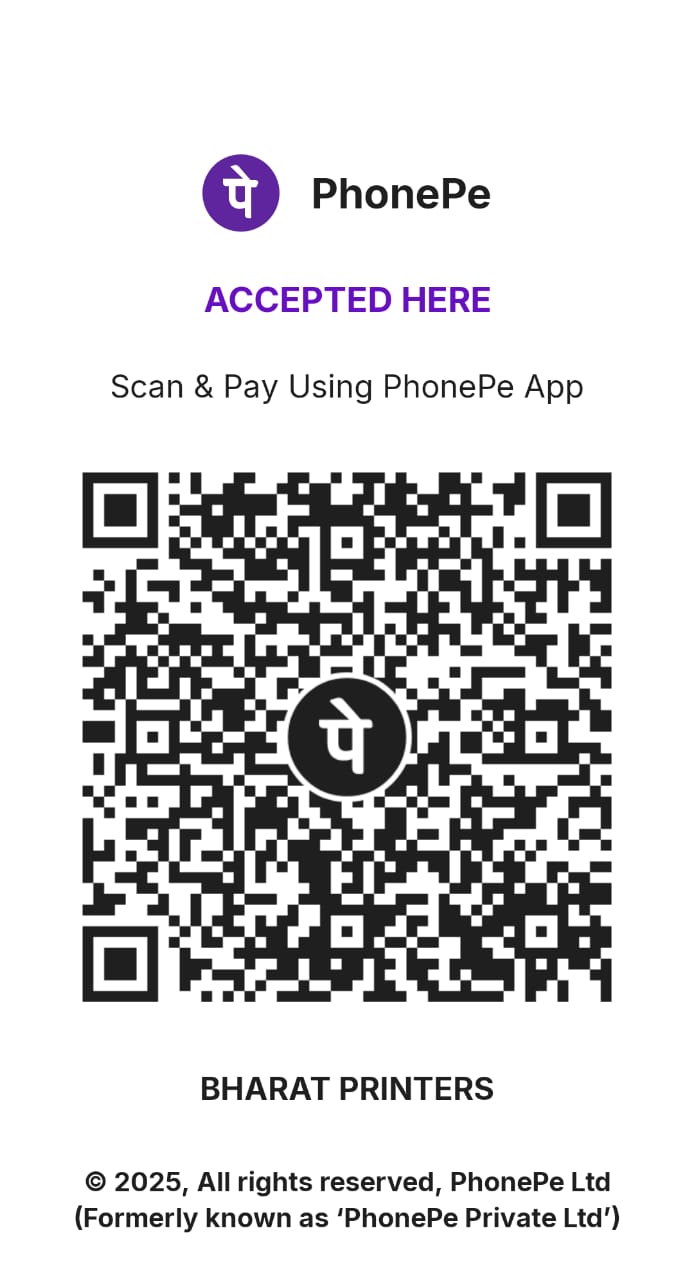 पे PhonePe
ACCEPTED HERE
Scan & Pay Using PhonePe App
पे
BHARAT PRINTERS
© 2025, All rights reserved, PhonePe Ltd
(Formerly known as ‘PhonePe Private Ltd’)